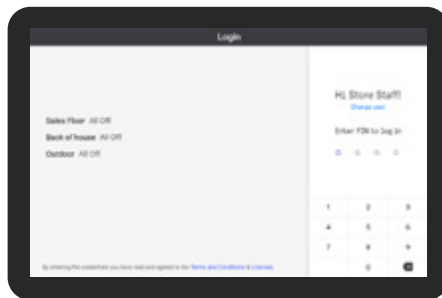 Login
Hi, Store Staff!
Change user
Sales Floor All Off
Back of house All Off
Outdoor All Off
Enter PIN to log in
1 2 3
4 5 6
7 8 9
0
By entering the credentials you have read and agreed to the Terms and Conditions & Licenses